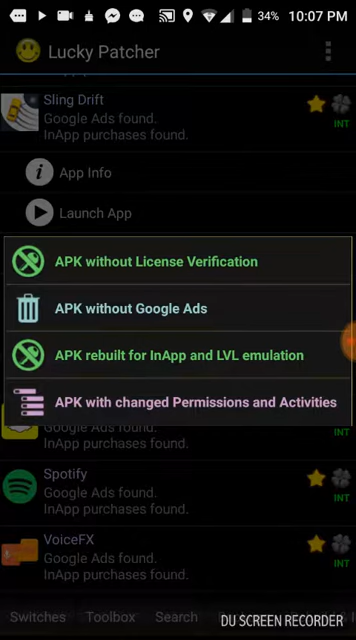 34% 10:07 PM
Lucky Patcher
Sling Drift
Google Ads found.
InApp purchases found.
INT
App Info
Launch App
APK without License Verification
APK without Google Ads
APK rebuilt for InApp and LVL emulation
APK with changed Permissions and Activities
Google Ads found.
InApp purchases found.
INT
Spotify
Google Ads found.
InApp purchases found.
INT
VoiceFX
Google Ads found.
InApp purchases found.
INT
Switches Toolbox Search
DU SCREEN RECORDER